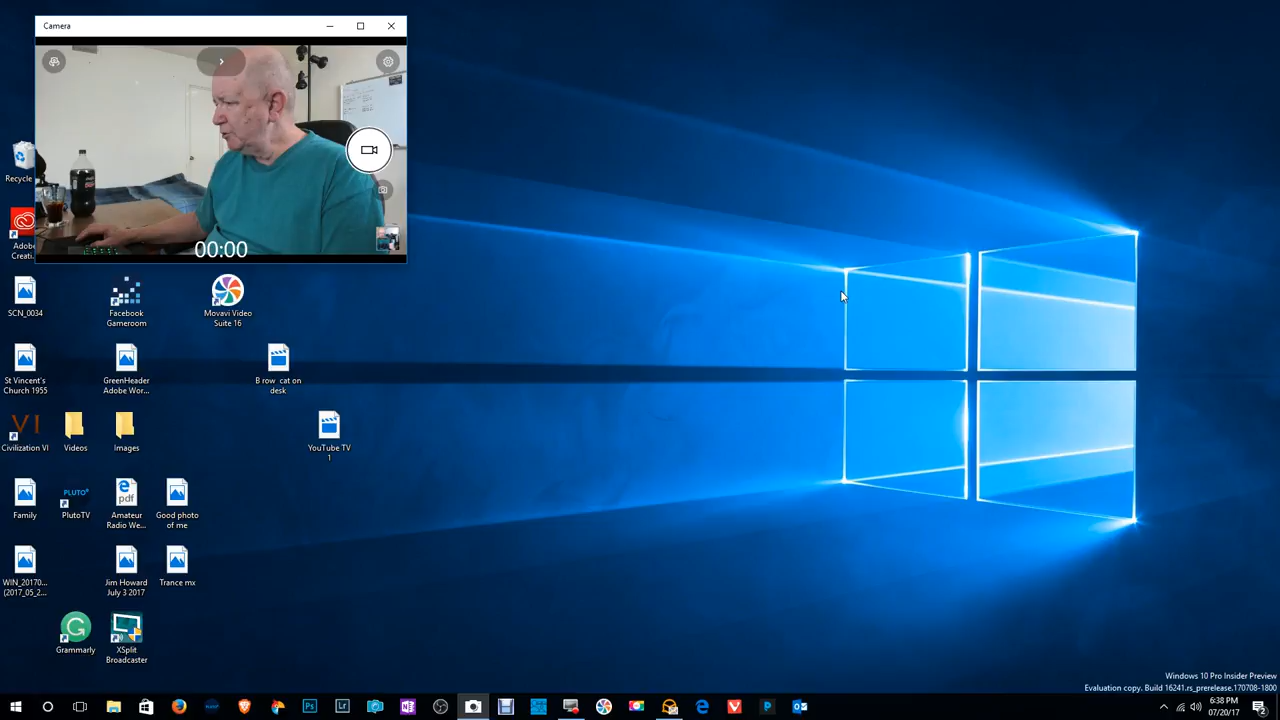 Camera
00:00
Recycle
Adobe
Creati...
SCN_0034
Facebook
Gameroom
Movavi Video
Suite 16
St Vincent's
Church 1955
GreenHeader
Adobe Wor...
B row cat on
desk
Civilization VI
Videos
Images
YouTube TV
1
Family
PLUTO
PlutoTV
pdf
Amateur
Radio We...
Good photo
of me
WIN_20170...
(2017_05_2...
Jim Howard
July 3 2017
Trance mx
Grammarly
XSplit
Broadcaster
Windows 10 Pro Insider Preview
Evaluation copy. Build 16241.rs_prerelease.170708-1800
6:38 PM
07/20/17